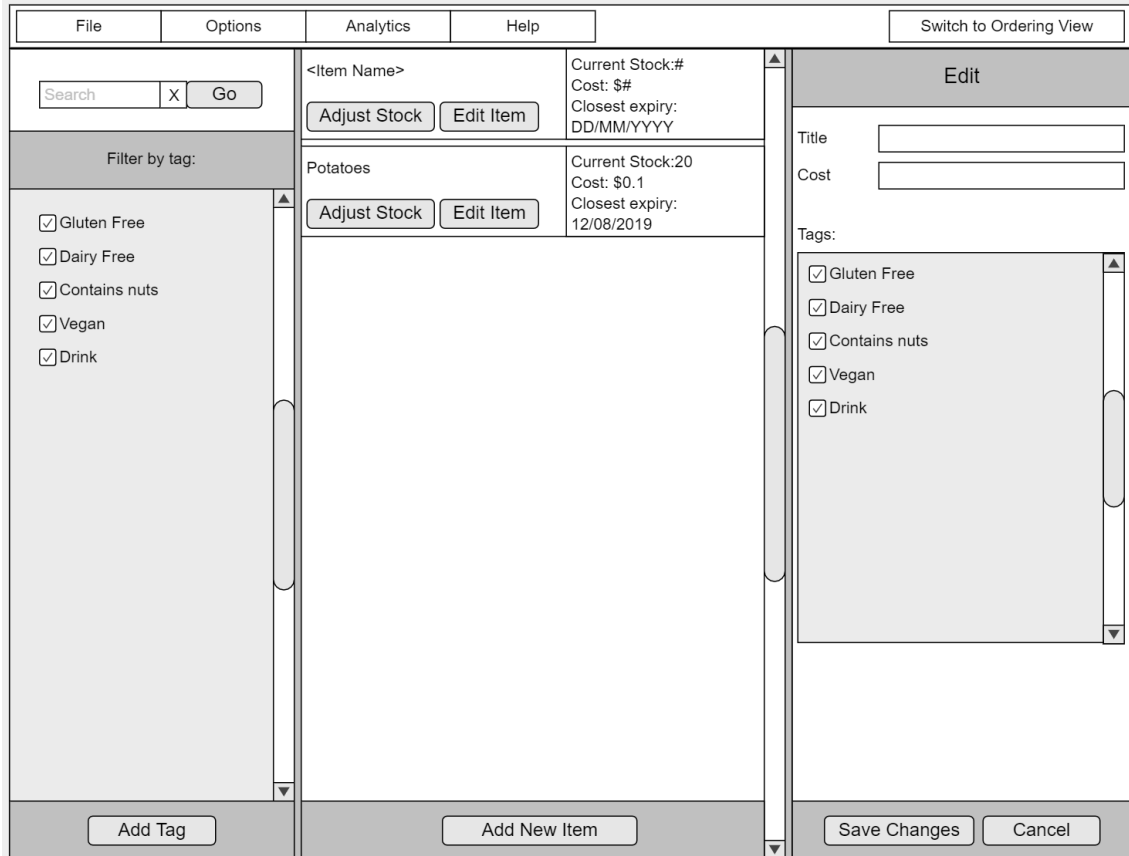 File Options Analytics Help Switch to Ordering View
Search X Go
Filter by tag:
Gluten Free
Dairy Free
Contains nuts
Vegan
Drink
Add Tag
<Item Name>
Adjust Stock Edit Item
Current Stock:#
Cost: $#
Closest expiry:
DD/MM/YYYY
Potatoes
Adjust Stock Edit Item
Current Stock:20
Cost: $0.1
Closest expiry:
12/08/2019
Add New Item
Edit
Title
Cost
Tags:
Gluten Free
Dairy Free
Contains nuts
Vegan
Drink
Save Changes Cancel